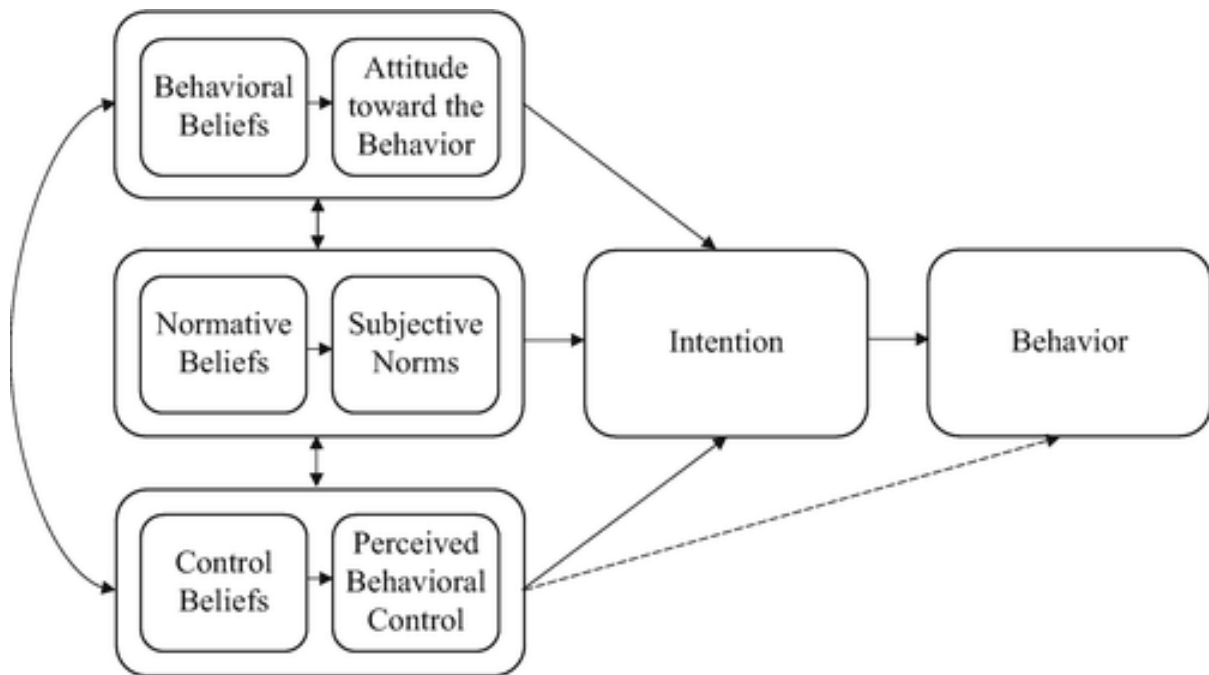 Behavioral
Beliefs
Attitude
toward the
Behavior
Normative
Beliefs
Subjective
Norms
Intention
Behavior
Control
Beliefs
Perceived
Behavioral
Control